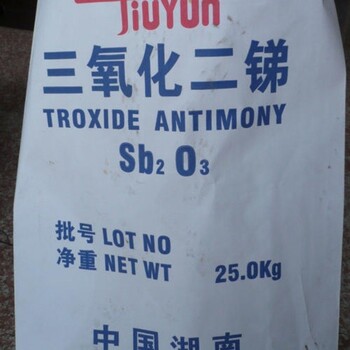 JIUYUN
三氧化二锑
TROXIDE ANTIMONY
Sb₂ O₃
批号 LOT NO
净重 NET WT 25.0Kg
中国湖南